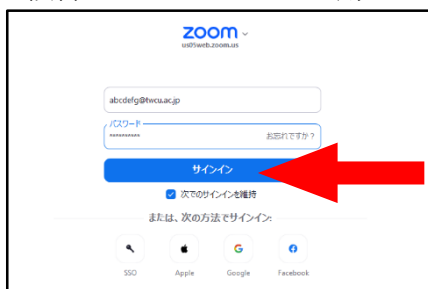 zoom
us05web.zoom.us
abcdefg@twcu.ac.jp
パスワード
********** お忘れですか?
サインイン
次でのサインインを維持
または、次の方法でサインイン:
SSO Apple Google Facebook